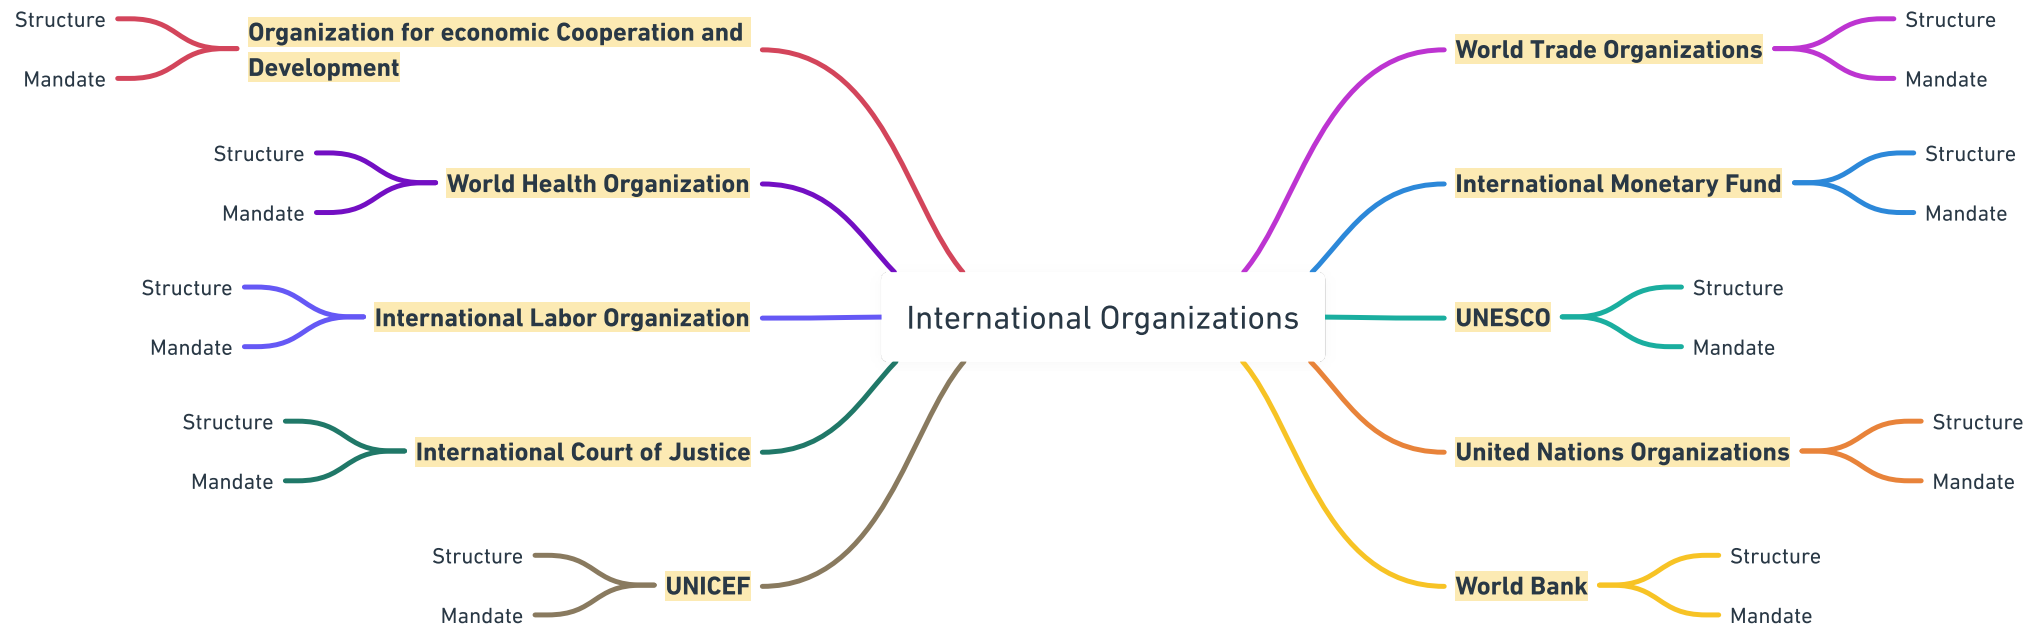 Structure
Organization for economic Cooperation and
Development
Mandate
Structure
World Health Organization
Mandate
Structure
International Labor Organization
Mandate
Structure
International Court of Justice
Mandate
Structure
UNICEF
Mandate
International Organizations
World Trade Organizations
Structure
Mandate
International Monetary Fund
Structure
Mandate
UNESCO
Structure
Mandate
United Nations Organizations
Structure
Mandate
World Bank
Structure
Mandate